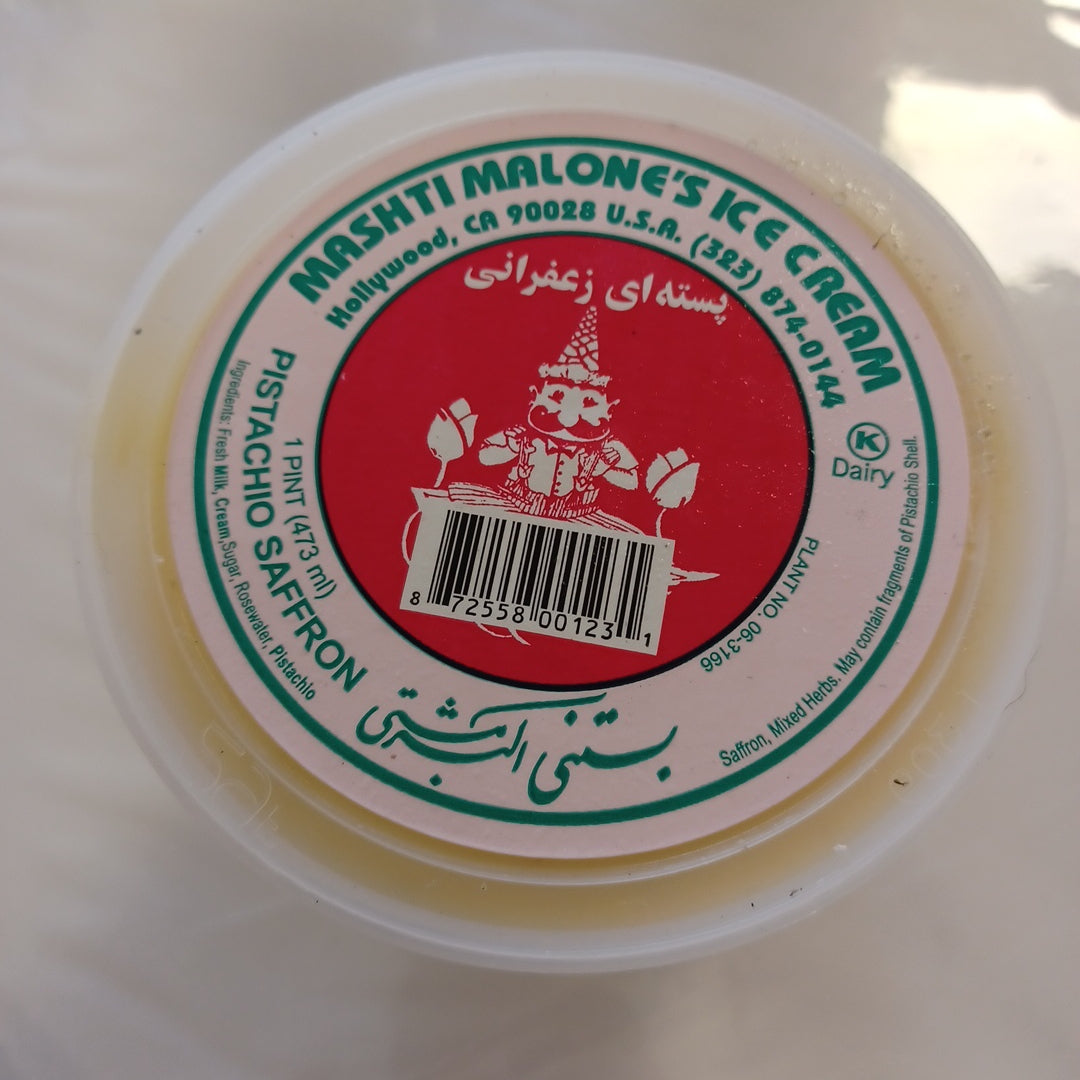 MASHTI MALONE'S ICE CREAM
Hollywood, CA 90028 U.S.A. (323) 874-0144
پسته ای زعفرانی
K
Dairy
PISTACHIO SAFFRON
1 PINT (473 ml)
Ingredients: Fresh Milk, Cream,Sugar, Rosewater, Pistachio
Saffron, Mixed Herbs. May contain fragments of Pistachio Shell.
PLANT NO. 06-3166
8 72558 00123 1
بستنی اکبر مشتی